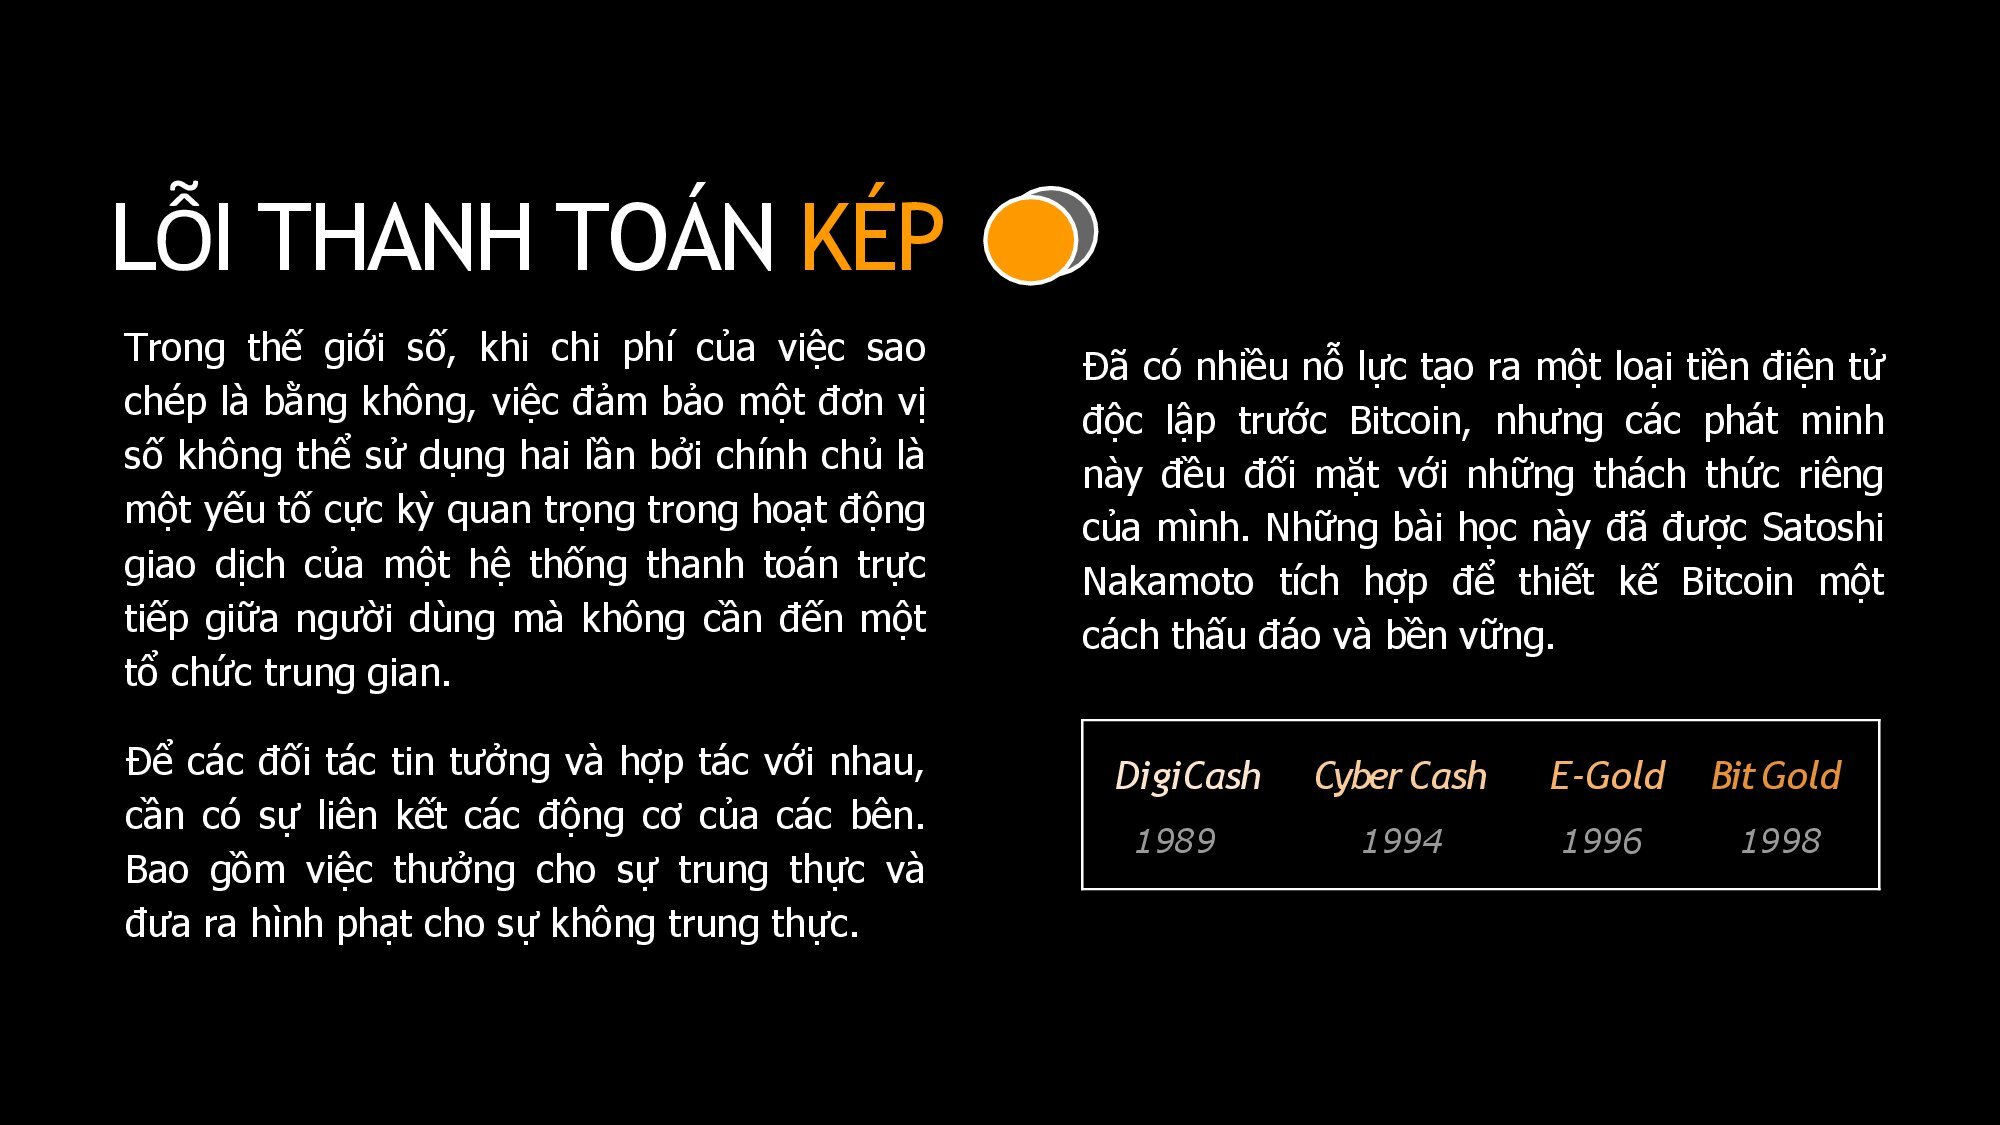 LỖI THANH TOÁN KÉP
Trong thế giới số, khi chi phí của việc sao
chép là bằng không, việc đảm bảo một đơn vị
số không thể sử dụng hai lần bởi chính chủ là
một yếu tố cực kỳ quan trọng trong hoạt động
giao dịch của một hệ thống thanh toán trực
tiếp giữa người dùng mà không cần đến một
tổ chức trung gian.
Để các đối tác tin tưởng và hợp tác với nhau,
cần có sự liên kết các động cơ của các bên.
Bao gồm việc thưởng cho sự trung thực và
đưa ra hình phạt cho sự không trung thực.
Đã có nhiều nỗ lực tạo ra một loại tiền điện tử
độc lập trước Bitcoin, nhưng các phát minh
này đều đối mặt với những thách thức riêng
của mình. Những bài học này đã được Satoshi
Nakamoto tích hợp để thiết kế Bitcoin một
cách thấu đáo và bền vững.
DigiCash Cyber Cash E-Gold Bit Gold
1989 1994 1996 1998